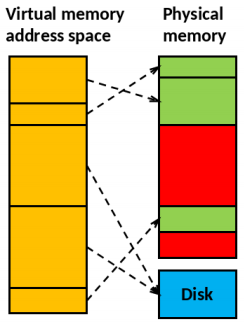 Virtual memory
address space
Physical
memory
Disk